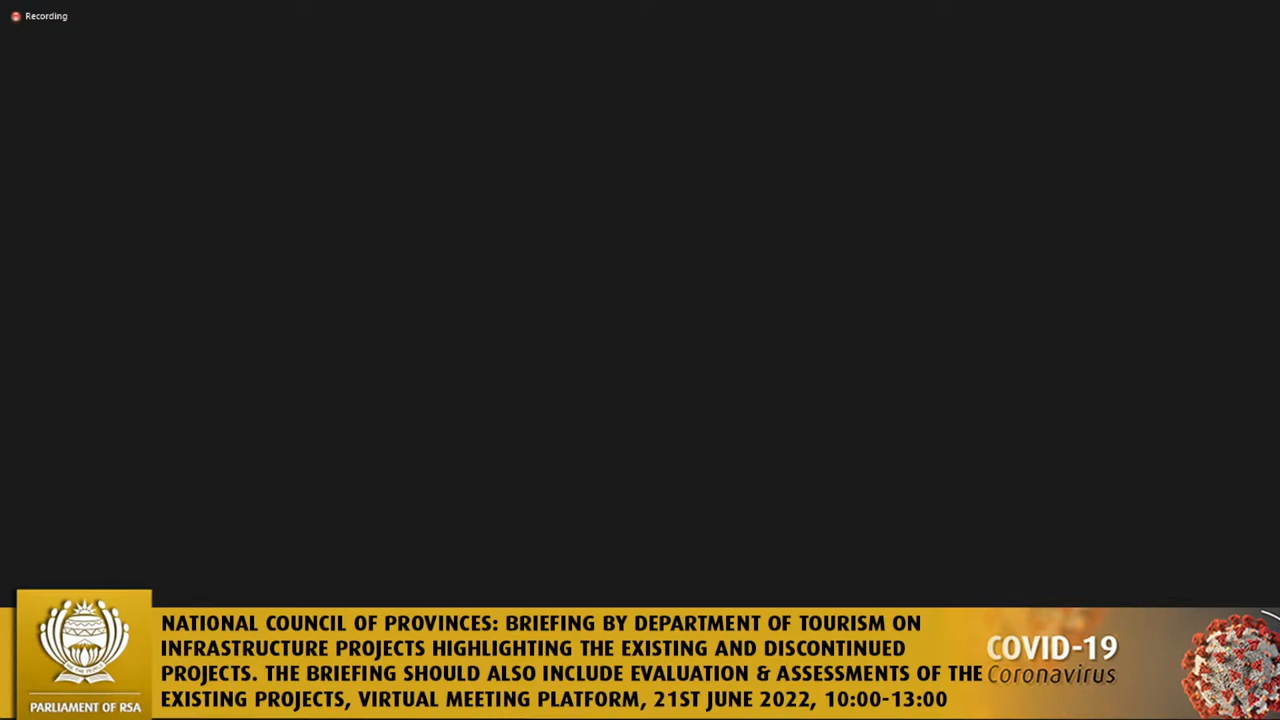 Recording
NATIONAL COUNCIL OF PROVINCES: BRIEFING BY DEPARTMENT OF TOURISM ON
INFRASTRUCTURE PROJECTS HIGHLIGHTING THE EXISTING AND DISCONTINUED
PROJECTS. THE BRIEFING SHOULD ALSO INCLUDE EVALUATION & ASSESSMENTS OF THE
EXISTING PROJECTS, VIRTUAL MEETING PLATFORM, 21ST JUNE 2022, 10:00-13:00
COVID-19
Coronavirus
PARLIAMENT OF RSA